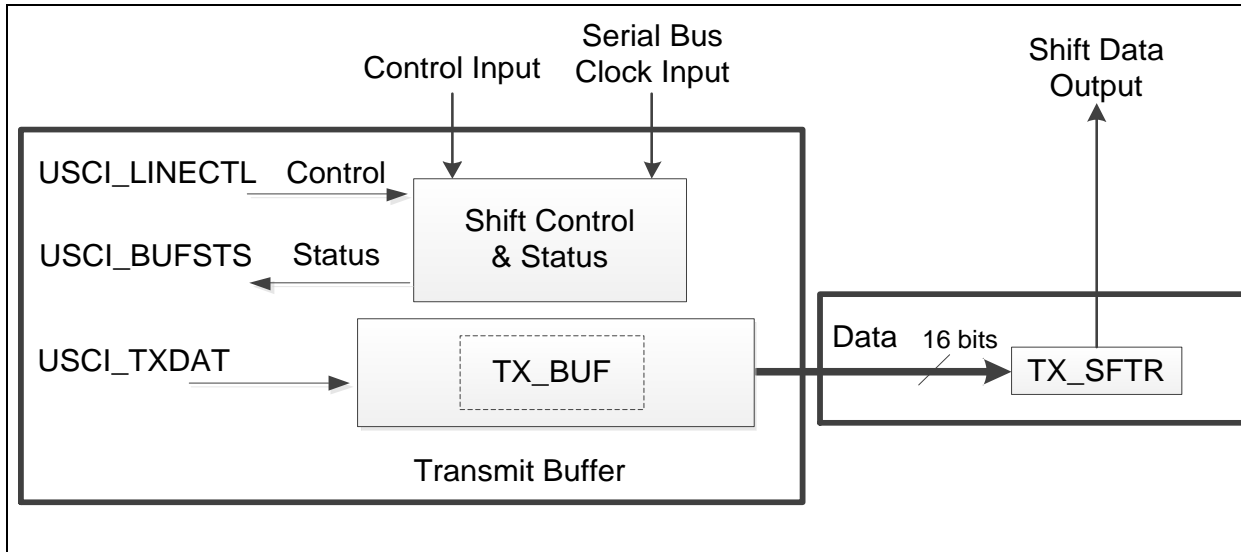 Control Input
Serial Bus
Clock Input
Shift Data
Output
USCI_LINECTL
Control
Shift Control
& Status
USCI_BUFSTS
Status
USCI_TXDAT
TX_BUF
Data
16 bits
TX_SFTR
Transmit Buffer